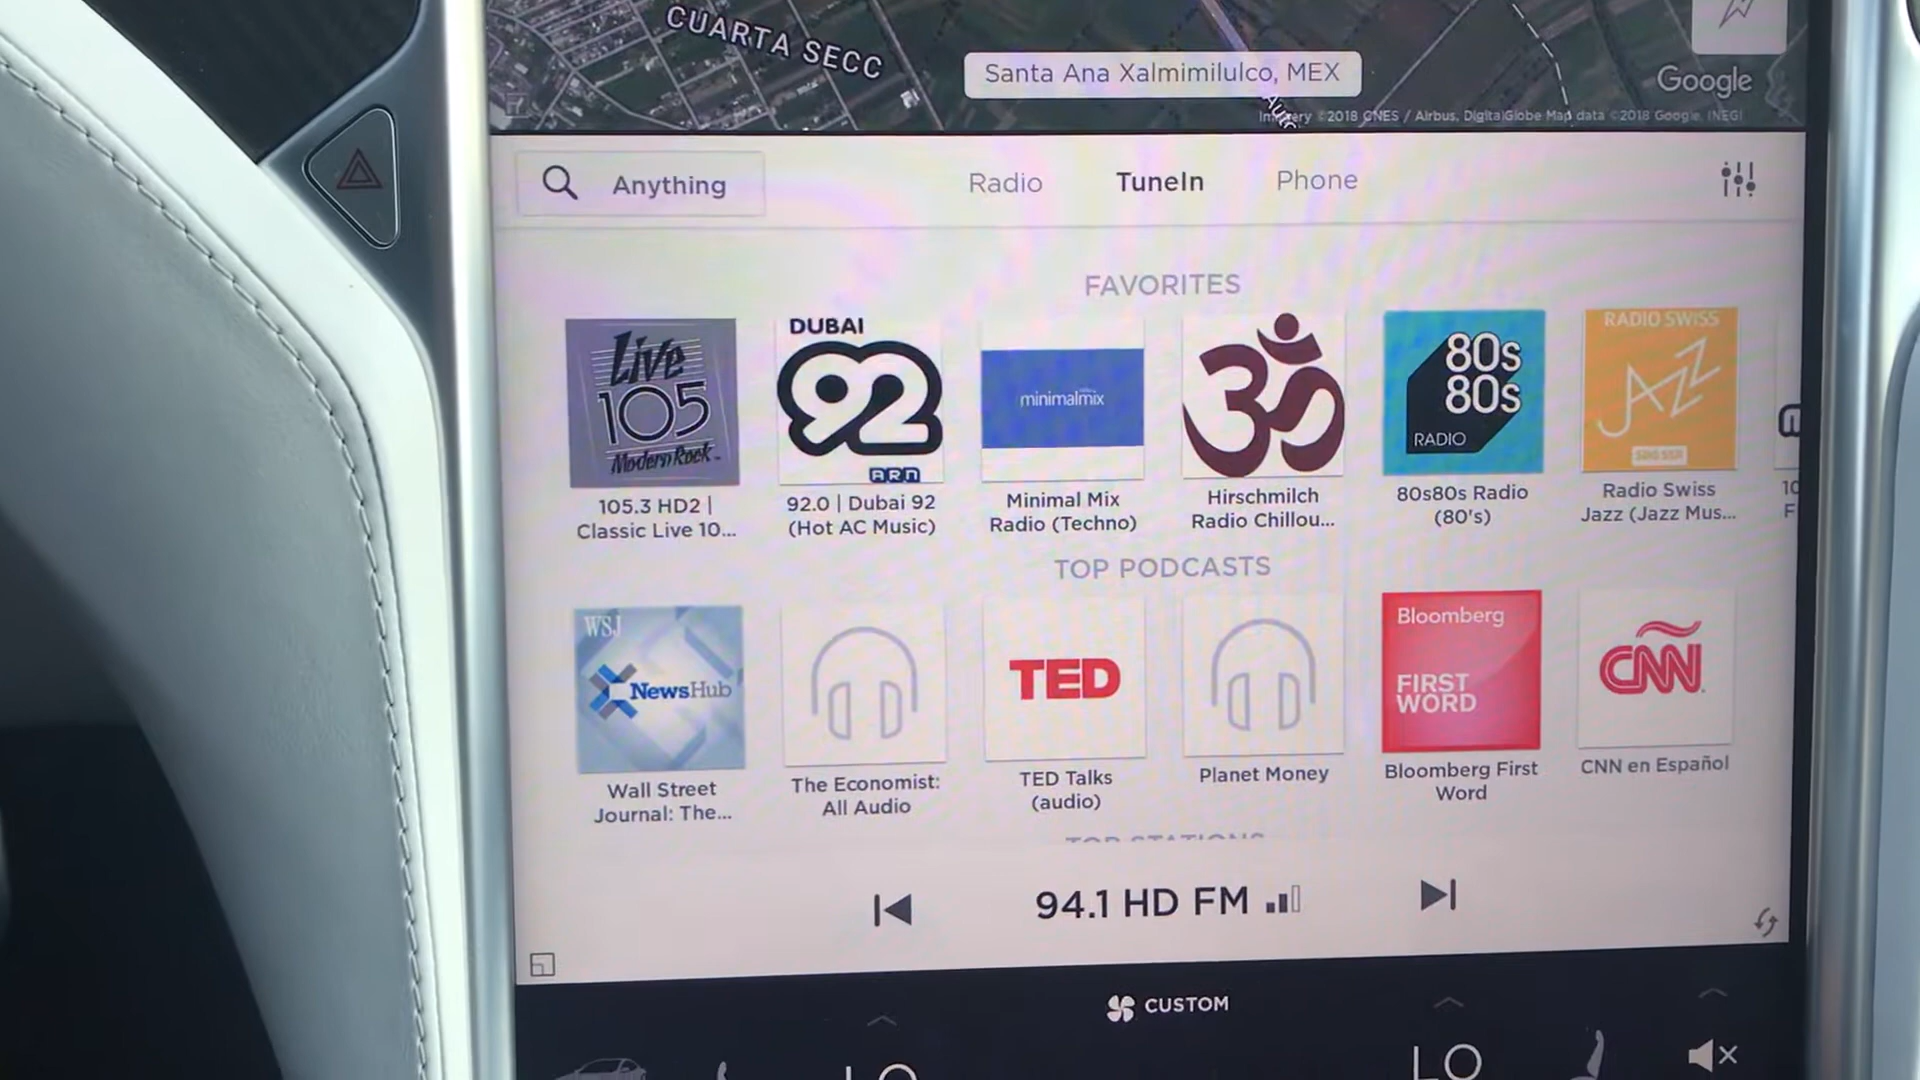 CUARTA SECC
Santa Ana Xalmimilulco, MEX
Google
Imagery ©2018 CNES / Airbus, DigitalGlobe Map data ©2018 Google, INEGI
Anything
Radio
TuneIn
Phone
FAVORITES
Live
105
Modern Rock
DUBAI
92
ARN
minimalmix
ॐ
80s
80s
RADIO
RADIO SWISS
JAZZ
SRG SSR
105.3 HD2 |
Classic Live 10...
92.0 | Dubai 92
(Hot AC Music)
Minimal Mix
Radio (Techno)
Hirschmilch
Radio Chillou...
80s80s Radio
(80's)
Radio Swiss
Jazz (Jazz Mus...
10
F
TOP PODCASTS
WSJ
NewsHub
TED
Bloomberg
FIRST
WORD
CNN
Wall Street
Journal: The...
The Economist:
All Audio
TED Talks
(audio)
Planet Money
Bloomberg First
Word
CNN en Español
TOP STATIONS
94.1 HD FM
CUSTOM
LO
LO